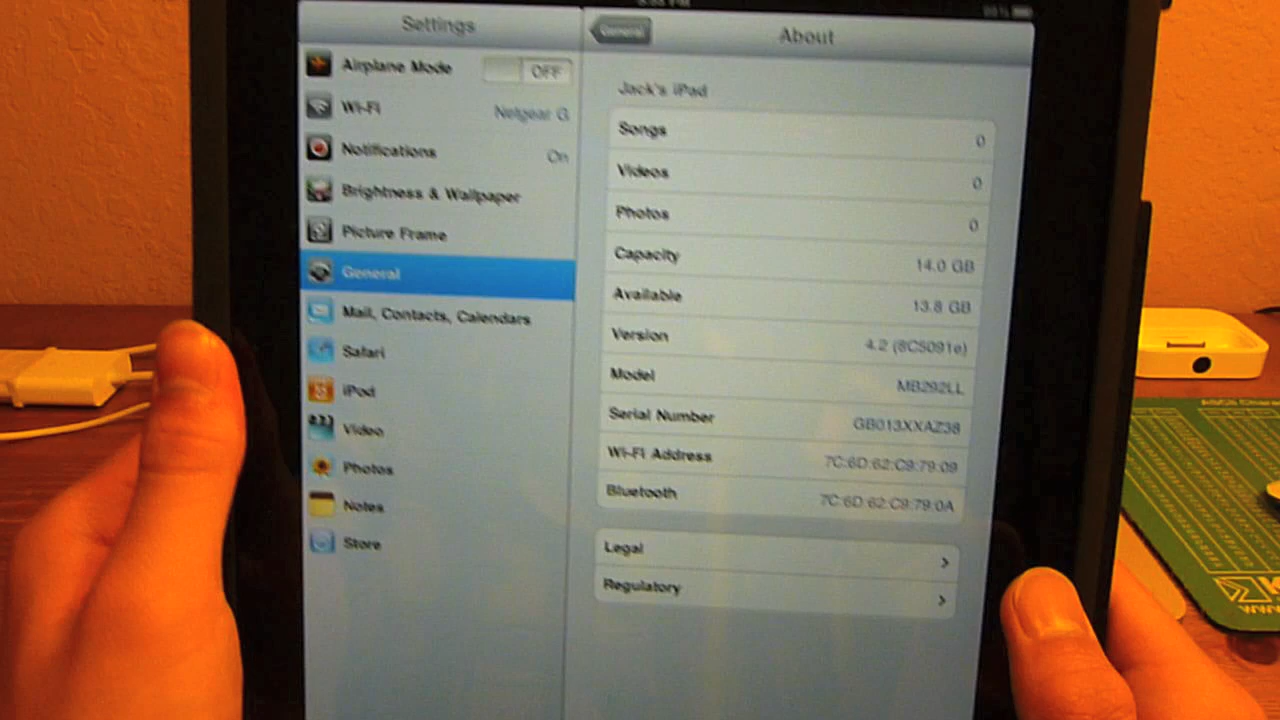 Settings
Airplane Mode OFF
Wi-Fi Netgear G
Notifications On
Brightness & Wallpaper
Picture Frame
General
Mail, Contacts, Calendars
Safari
iPod
Video
Photos
Notes
Store
General About
Jack's iPad
Songs 0
Videos 0
Photos 0
Capacity 14.0 GB
Available 13.8 GB
Version 4.2 (8C5091e)
Model MB292LL
Serial Number GB013XXAZ38
Wi-Fi Address 7C:6D:62:C9:79:09
Bluetooth 7C:6D:62:C9:79:0A
Legal
Regulatory